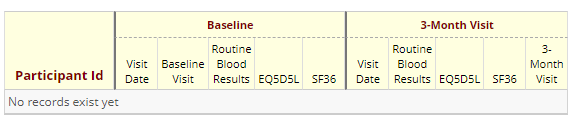 Baseline 3-Month Visit
Participant Id
Visit Date
Baseline Visit
Routine Blood Results
EQ5D5L
SF36
Visit Date
Routine Blood Results
EQ5D5L
SF36
3-Month Visit
No records exist yet